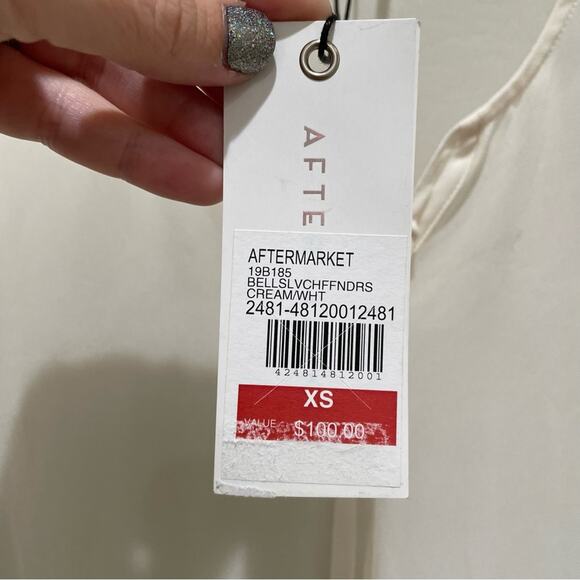 AFTE
AFTERMARKET
19B185
BELLSLVCHFFNDRS
CREAM/WHT
2481-48120012481
424814812001
XS
VALUE $100.00